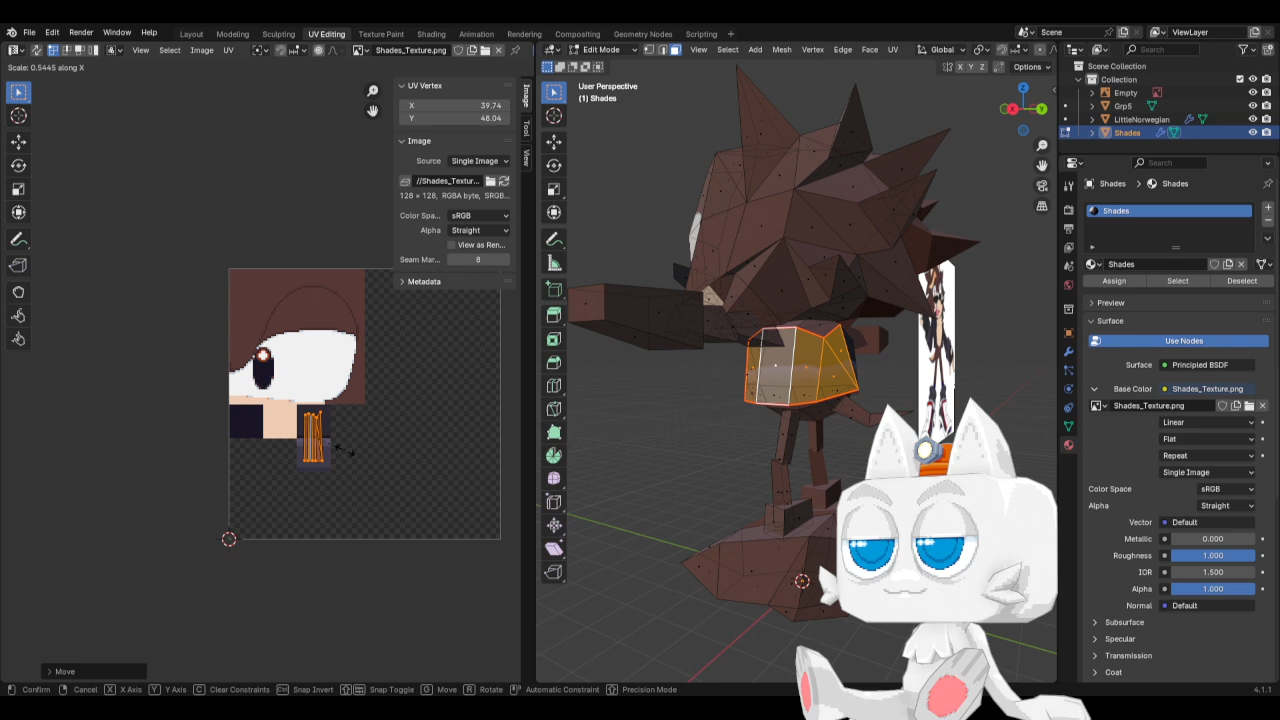 File Edit Render Window Help Layout Modeling Sculpting UV Editing Texture Paint Shading Animation Rendering Compositing Geometry Nodes Scripting Scene ViewLayer
View Select Image UV Shades_Texture.png Edit Mode View Select Add Mesh Vertex Edge Face UV Global Search
Scale: 0.5445 along X
X Y Z Options
User Perspective
(1) Shades
UV Vertex
X 39.74
Y 48.04
Image
Source Single Image
//Shades_Textur...
128 × 128, RGBA byte, sRGB...
Color Spa... sRGB
Alpha Straight
View as Ren...
Seam Mar... 8
Metadata
Image
Tool
View
X Y
Z
Scene Collection
Collection
Empty
Grp5
LittleNorwegian
Shades
Search
Shades Shades
Shades
Shades
Assign Select Deselect
Preview
Surface
Use Nodes
Surface Principled BSDF
Base Color Shades_Texture.png
Shades_Texture.png
Linear
Flat
Repeat
Single Image
Color Space sRGB
Alpha Straight
Vector Default
Metallic 0.000
Roughness 1.000
IOR 1.500
Alpha 1.000
Normal Default
Subsurface
Specular
Transmission
Coat
Move
Confirm Cancel X X Axis Y Y Axis C Clear Constraints Ctrl Snap Invert Snap Toggle G Move R Rotate Automatic Constraint Precision Mode 4.1.1